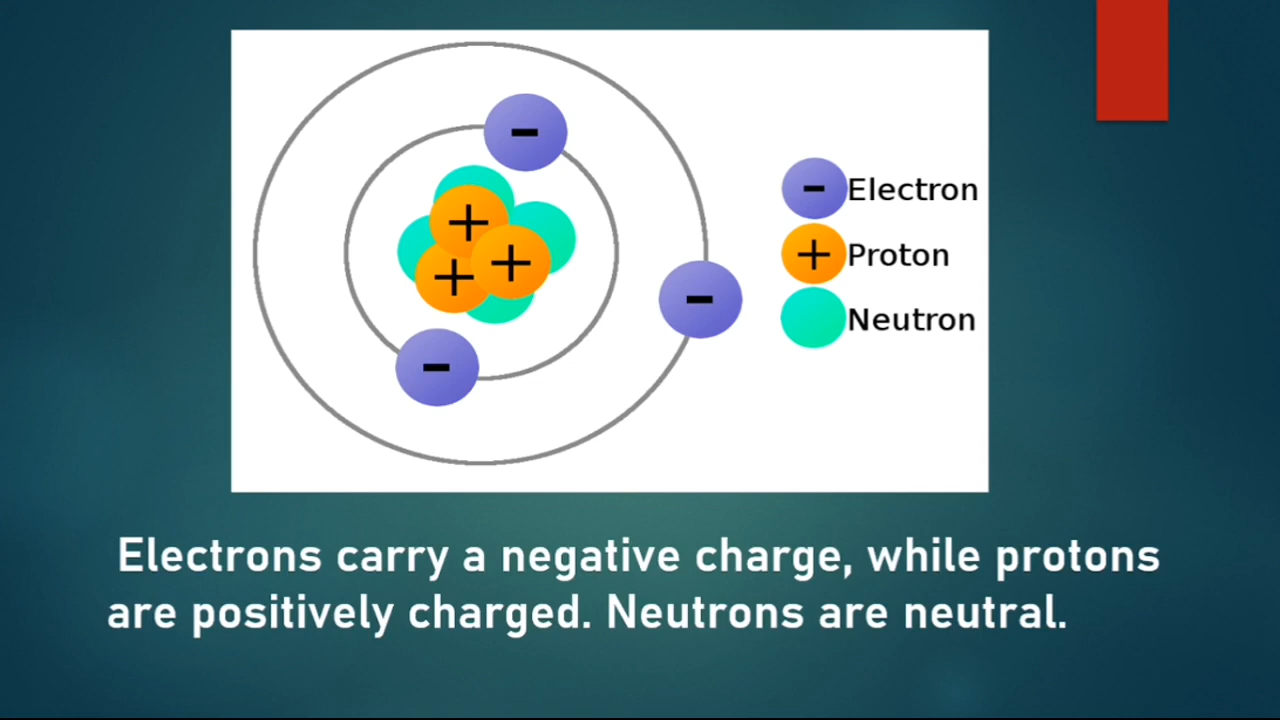 −
+
+
+
−
−
− Electron
+ Proton
Neutron
Electrons carry a negative charge, while protons
are positively charged. Neutrons are neutral.